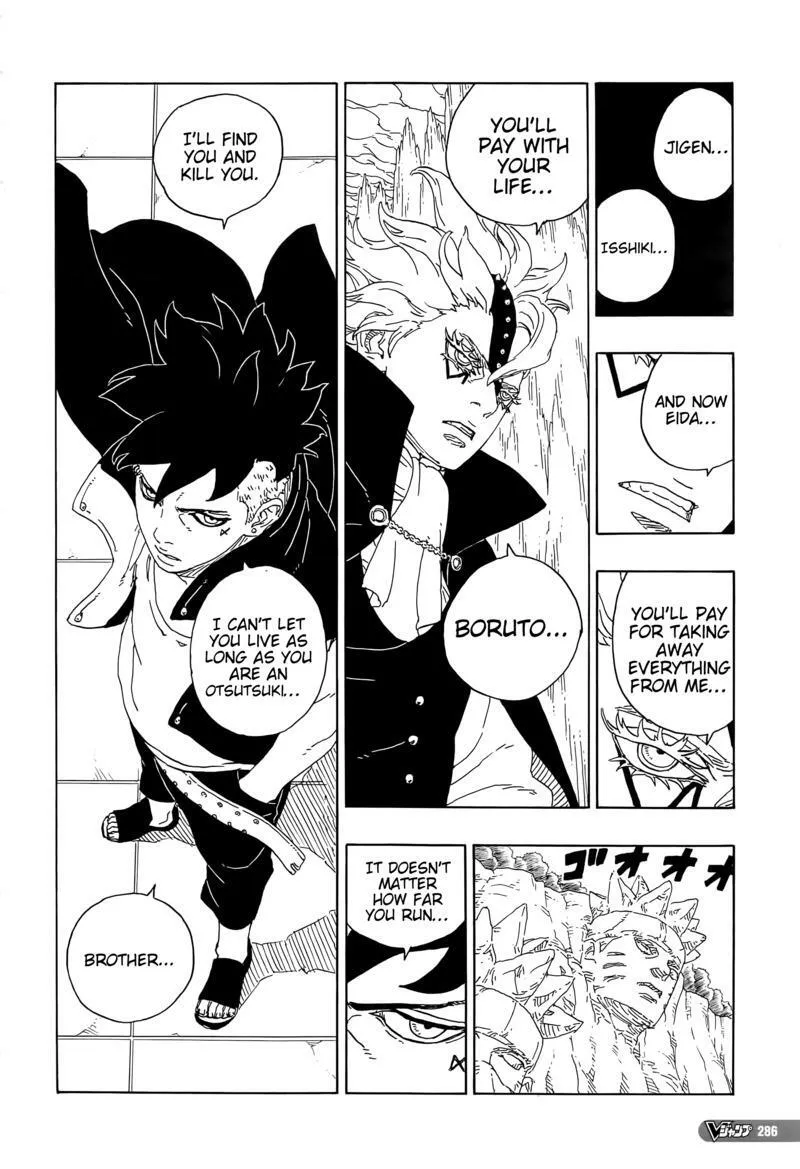 JIGEN...
ISSHIKI...
AND NOW
EIDA...
YOU'LL PAY
FOR TAKING
AWAY
EVERYTHING
FROM ME...
YOU'LL
PAY WITH
YOUR
LIFE...
BORUTO...
ゴオオオオ
IT DOESN'T
MATTER
HOW FAR
YOU RUN...
I'LL FIND
YOU AND
KILL YOU.
I CAN'T LET
YOU LIVE AS
LONG AS YOU
ARE AN
OTSUTSUKI...
BROTHER...
Vジャンプ 286